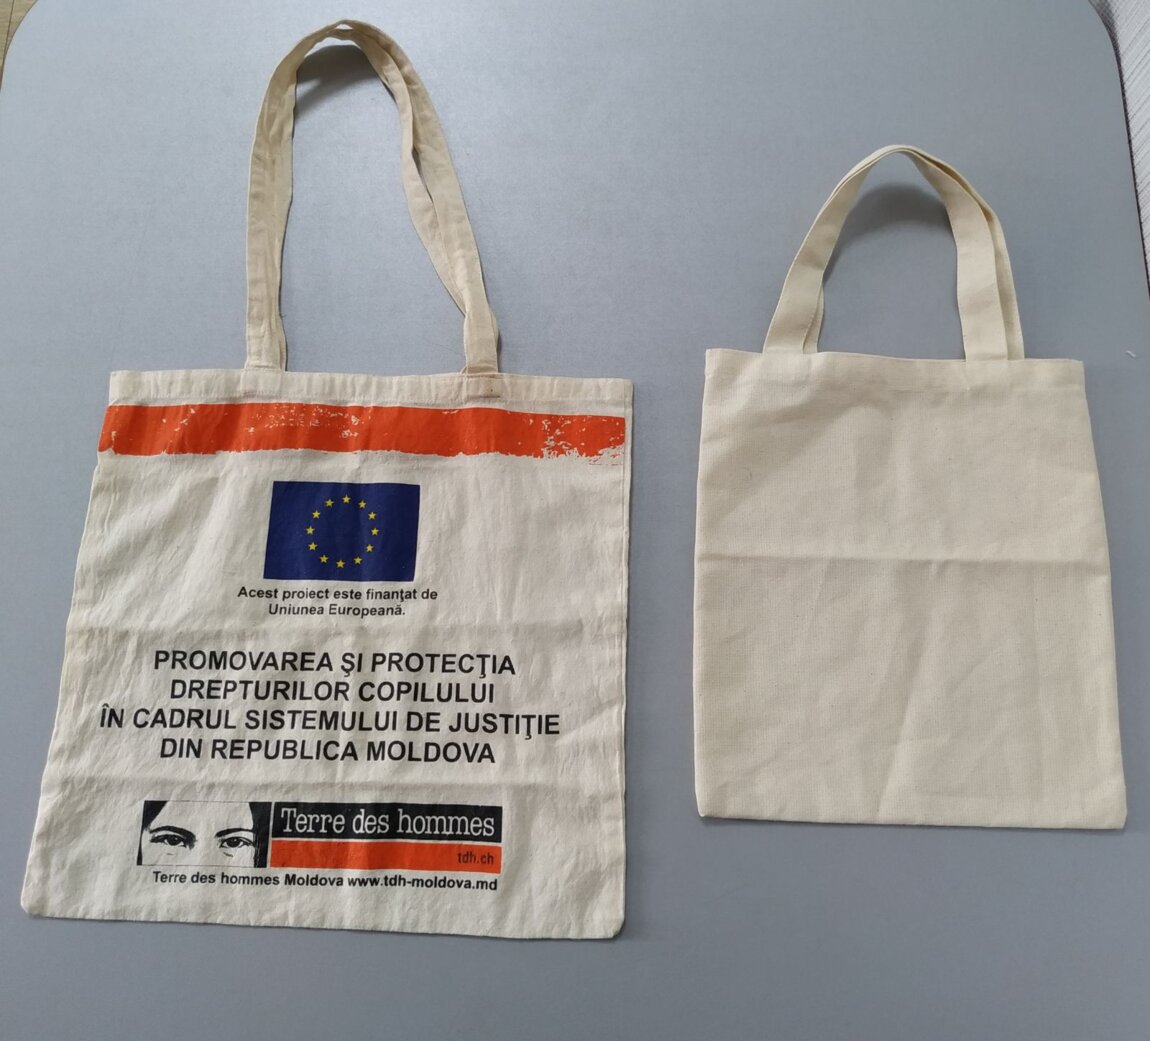 Acest proiect este finanţat de
Uniunea Europeană.
PROMOVAREA ŞI PROTECŢIA
DREPTURILOR COPILULUI
ÎN CADRUL SISTEMULUI DE JUSTIŢIE
DIN REPUBLICA MOLDOVA
Terre des hommes
tdh.ch
Terre des hommes Moldova www.tdh-moldova.md